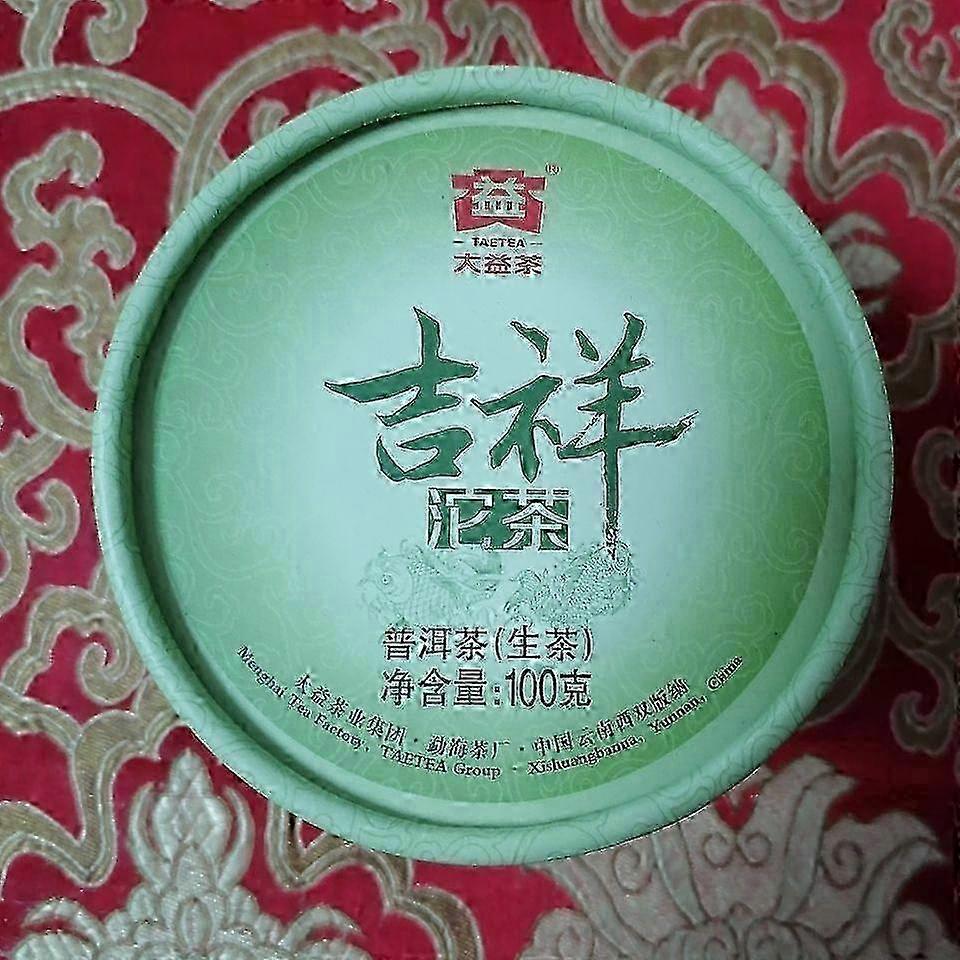 益
®
TAETEA
大益茶
吉祥
沱茶
普洱茶(生茶)
净含量:100克
大益茶业集团·勐海茶厂·中国云南西双版纳
Menghai Tea Factory, TAETEA Group · Xishuangbanna, Yunnan, China